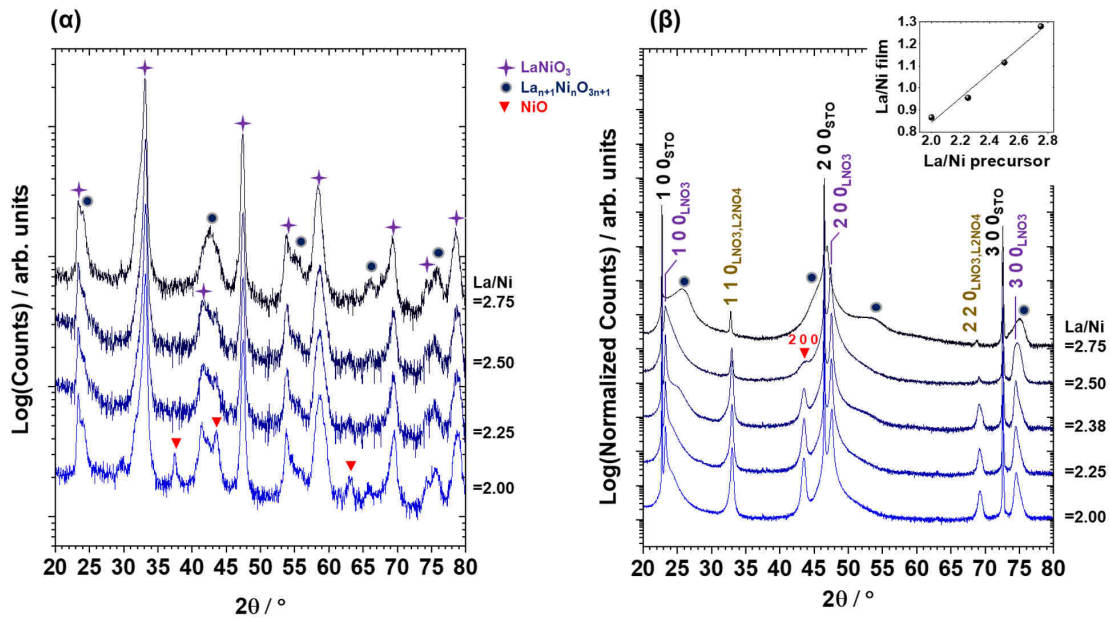 (α)
LaNiO3
Lan+1NinO3n+1
NiO
Log(Counts) / arb. units
La/Ni
=2.75
=2.50
=2.25
=2.00
20 25 30 35 40 45 50 55 60 65 70 75 80
2θ / °
(β)
Log(Normalized Counts) / arb. units
1 0 0STO
1 0 0LNO3
1 1 0LNO3,L2NO4
2 0 0
2 0 0STO
2 0 0LNO3
2 2 0LNO3,L2NO4
3 0 0STO
3 0 0LNO3
La/Ni
=2.75
=2.50
=2.38
=2.25
=2.00
20 25 30 35 40 45 50 55 60 65 70 75 80
2θ / °
La/Ni film
1.3
1.2
1.1
1.0
0.9
0.8
2.0 2.2 2.4 2.6 2.8
La/Ni precursor